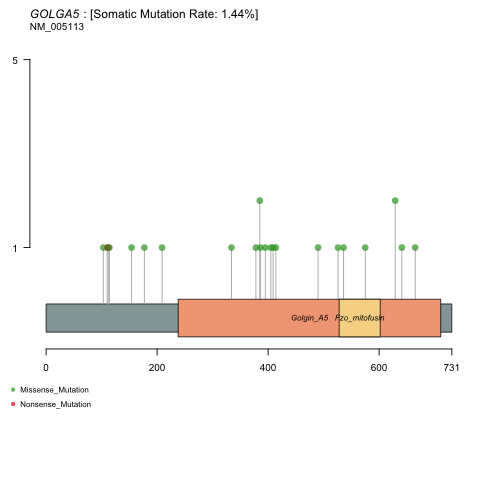 GOLGA5 : [Somatic Mutation Rate: 1.44%]
NM_005113
5
1
Golgin_A5 Fzo_mitofusin
0 200 400 600 731
Missense_Mutation
Nonsense_Mutation